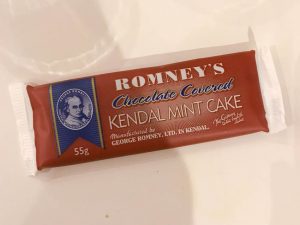 ROMNEY'S
Chocolate Covered
KENDAL MINT CAKE
Manufactured by
GEORGE ROMNEY, LTD. IN KENDAL
55g